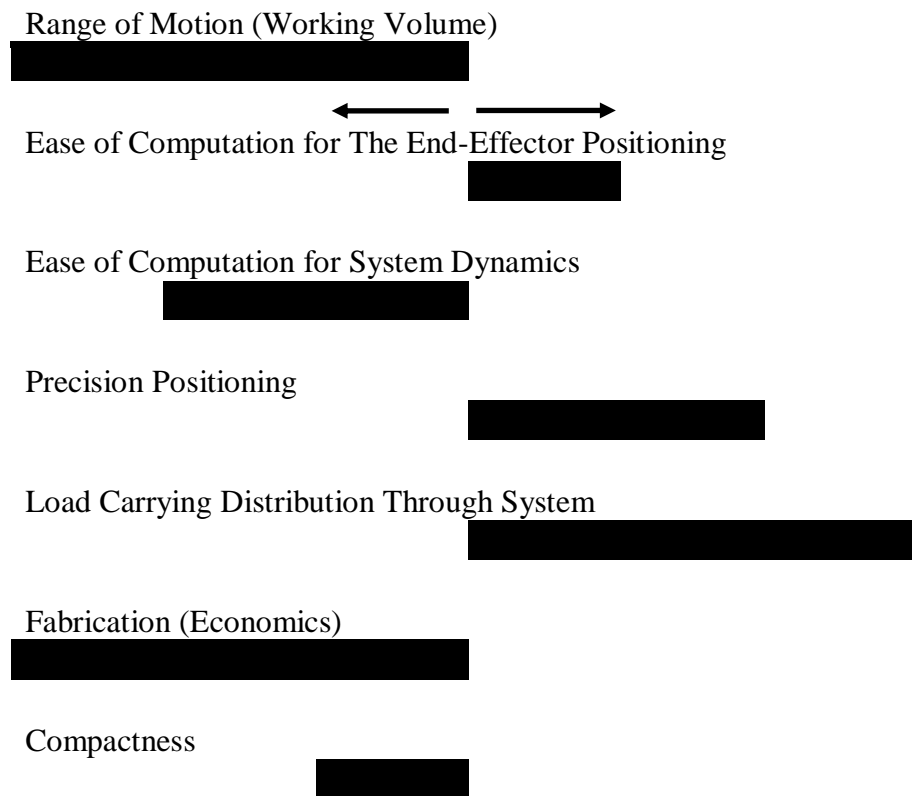 Range of Motion (Working Volume)
Ease of Computation for The End-Effector Positioning
Ease of Computation for System Dynamics
Precision Positioning
Load Carrying Distribution Through System
Fabrication (Economics)
Compactness